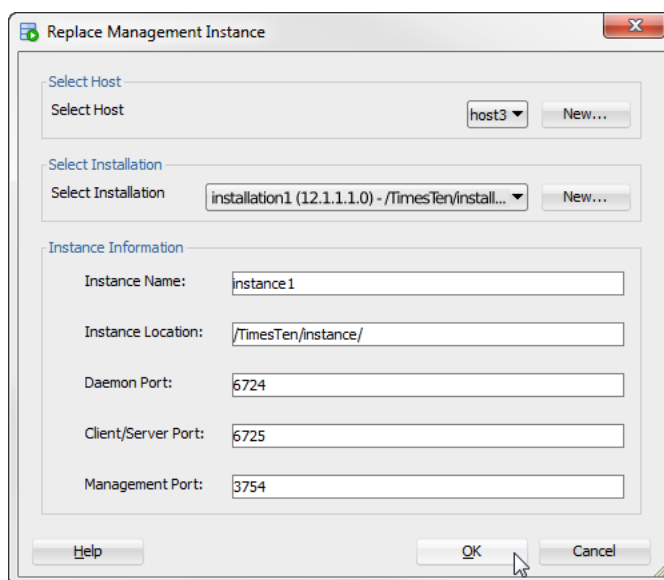 Replace Management Instance
Select Host
Select Host host3 New...
Select Installation
Select Installation installation1 (12.1.1.1.0) - /TimesTen/install... New...
Instance Information
Instance Name: instance1
Instance Location: /TimesTen/instance/
Daemon Port: 6724
Client/Server Port: 6725
Management Port: 3754
Help OK Cancel